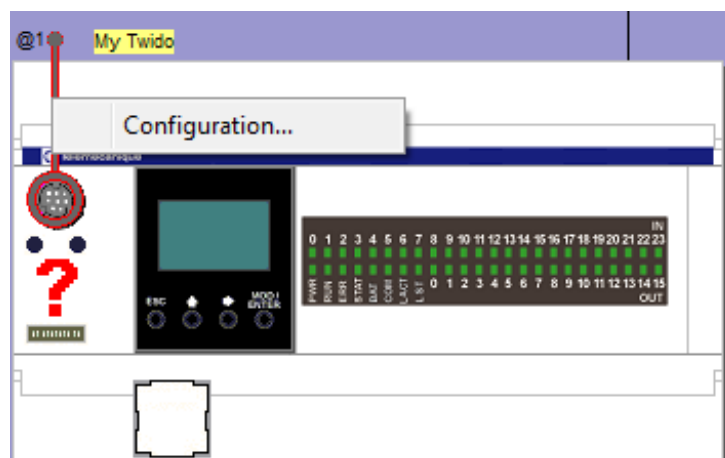 @1 My Twido
Configuration...
Telemecanique
IN
0 1 2 3 4 5 6 7 8 9 10 11 12 13 14 15 16 17 18 19 20 21 22 23
PWR RUN ERR STAT BAT COM LACT LST 0 1 2 3 4 5 6 7 8 9 10 11 12 13 14 15
OUT
ESC MOD/
ENTER